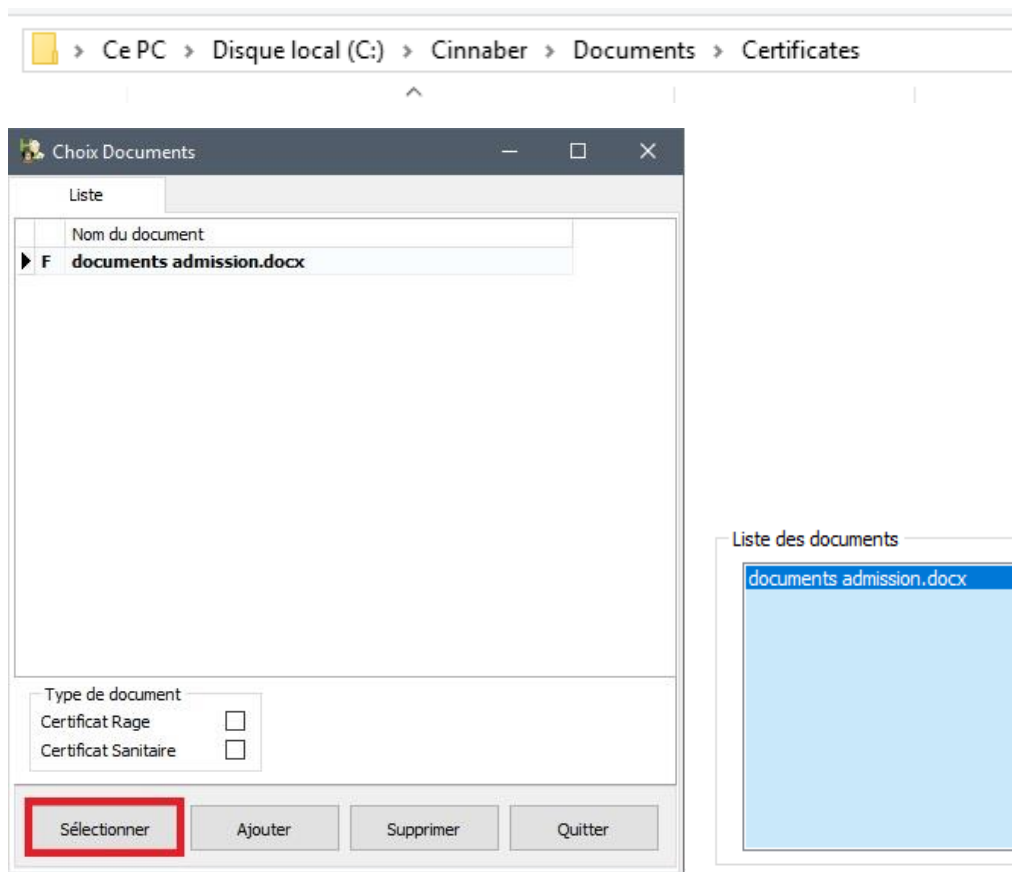 Ce PC > Disque local (C:) > Cinnaber > Documents > Certificates
Choix Documents
Liste
Nom du document
F documents admission.docx
Type de document
Certificat Rage
Certificat Sanitaire
Sélectionner Ajouter Supprimer Quitter
Liste des documents
documents admission.docx